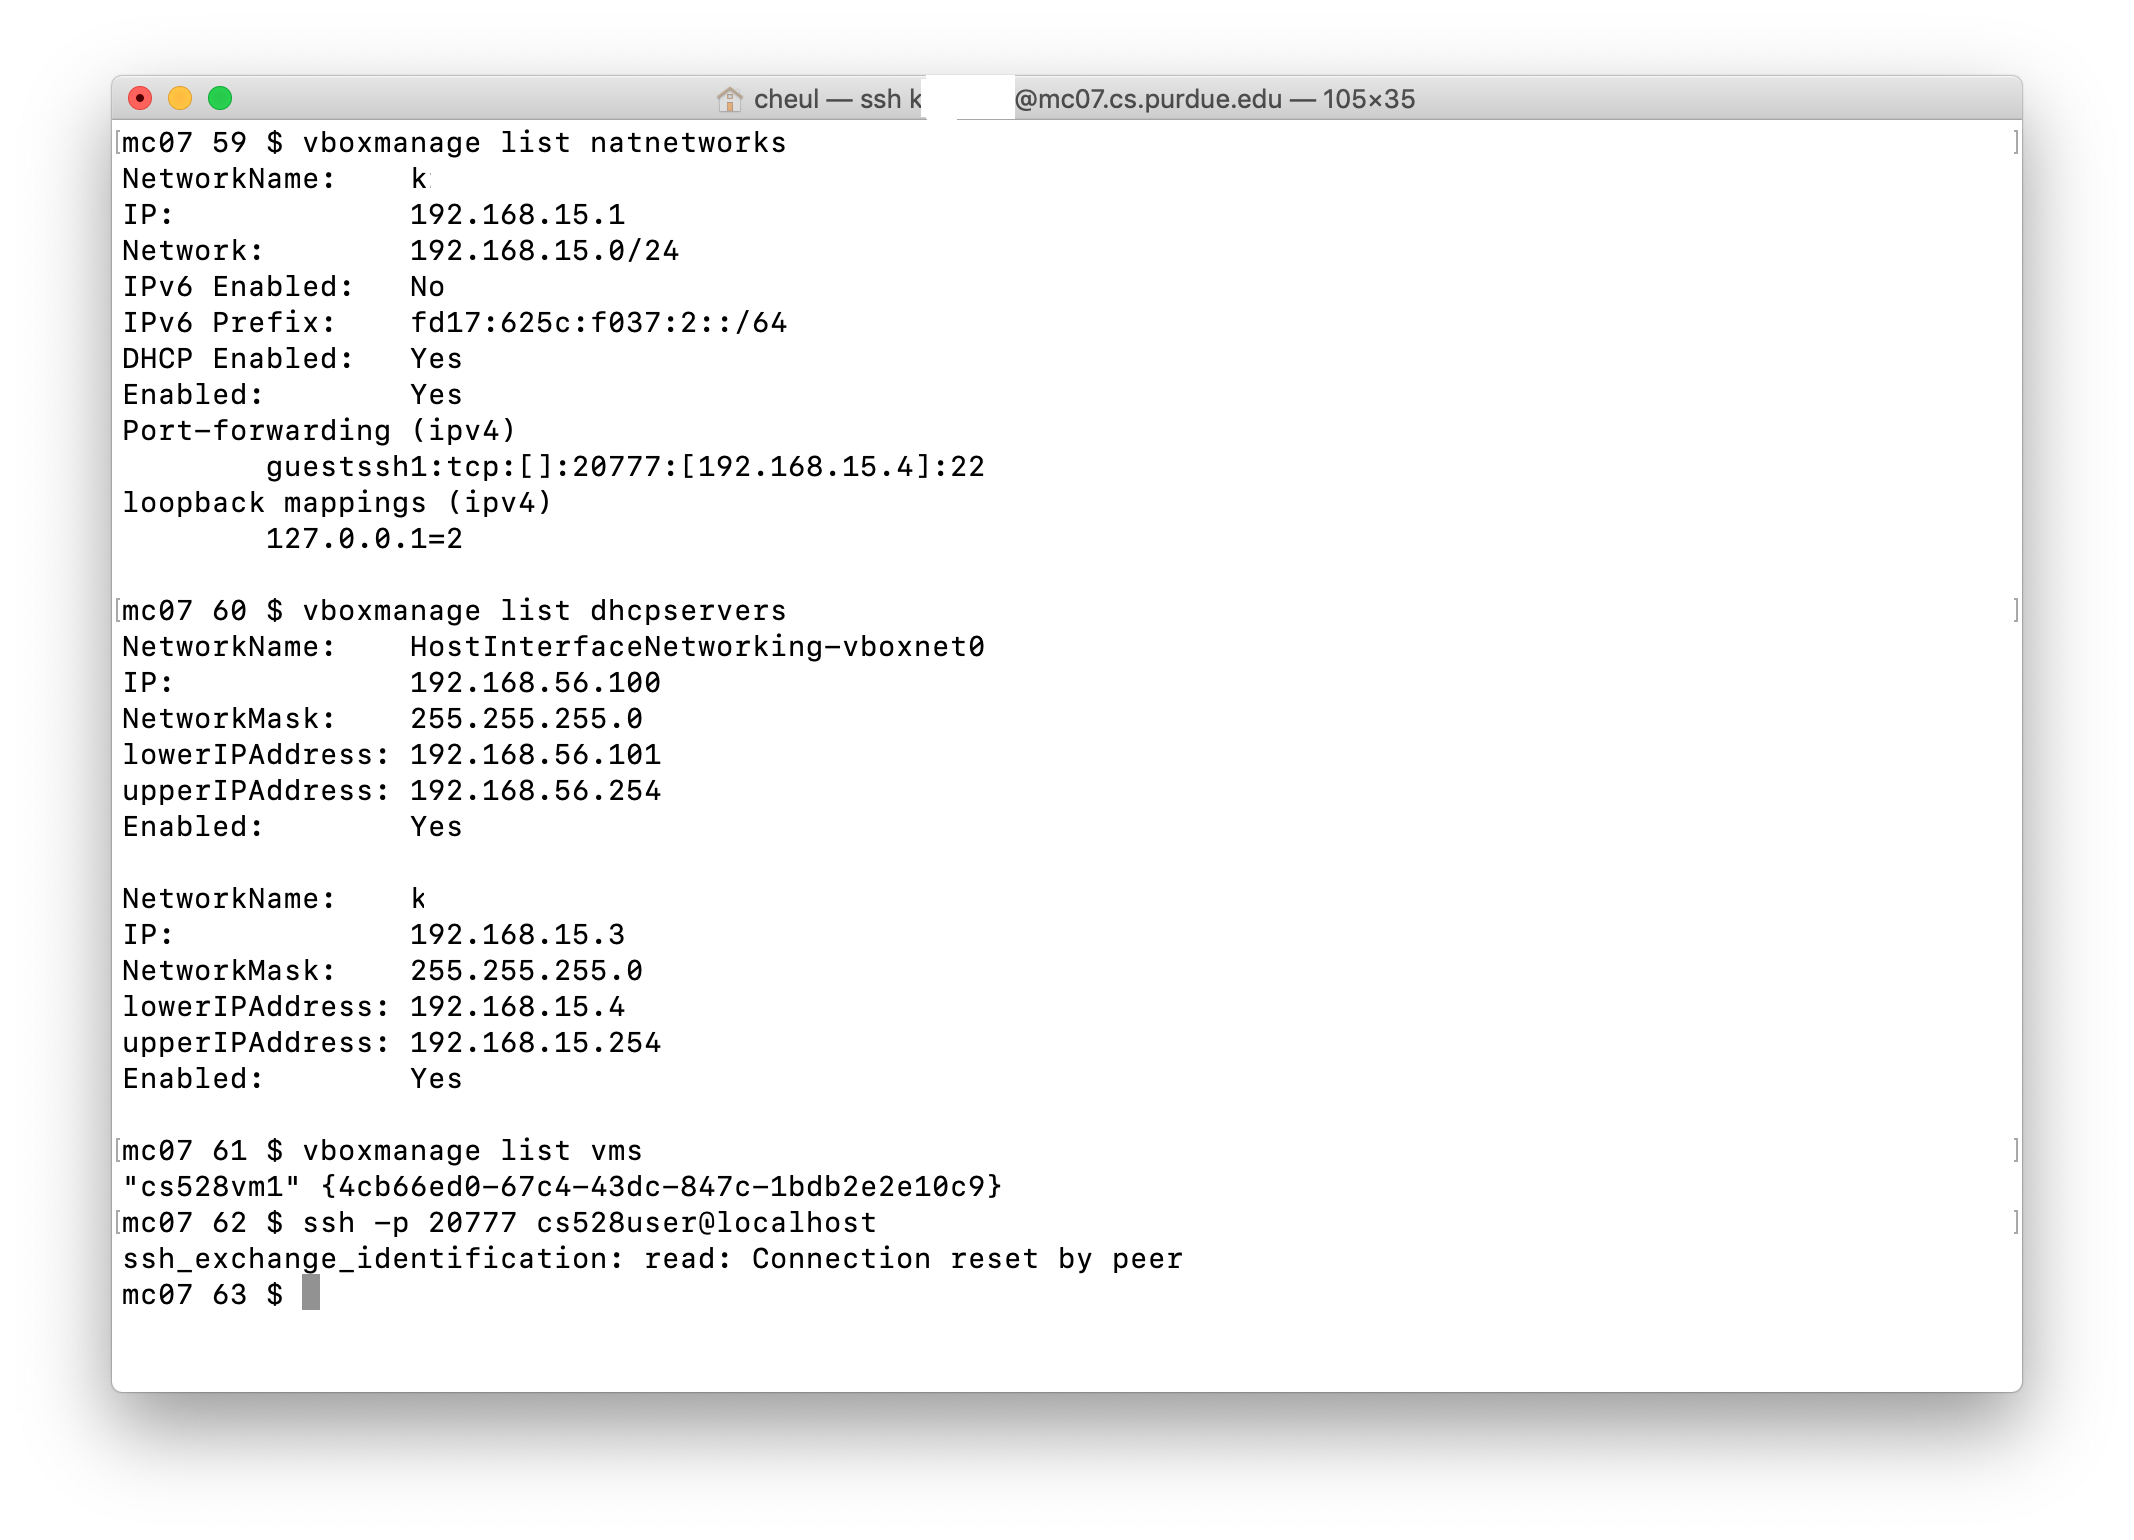 cheul — ssh k @mc07.cs.purdue.edu — 105×35
mc07 59 $ vboxmanage list natnetworks
NetworkName:    k
IP:             192.168.15.1
Network:        192.168.15.0/24
IPv6 Enabled:   No
IPv6 Prefix:    fd17:625c:f037:2::/64
DHCP Enabled:   Yes
Enabled:        Yes
Port-forwarding (ipv4)
        guestssh1:tcp:[]:20777:[192.168.15.4]:22
loopback mappings (ipv4)
        127.0.0.1=2
mc07 60 $ vboxmanage list dhcpservers
NetworkName:    HostInterfaceNetworking-vboxnet0
IP:             192.168.56.100
NetworkMask:    255.255.255.0
lowerIPAddress: 192.168.56.101
upperIPAddress: 192.168.56.254
Enabled:        Yes
NetworkName:    k
IP:             192.168.15.3
NetworkMask:    255.255.255.0
lowerIPAddress: 192.168.15.4
upperIPAddress: 192.168.15.254
Enabled:        Yes
mc07 61 $ vboxmanage list vms
"cs528vm1" {4cb66ed0-67c4-43dc-847c-1bdb2e2e10c9}
mc07 62 $ ssh -p 20777 cs528user@localhost
ssh_exchange_identification: read: Connection reset by peer
mc07 63 $